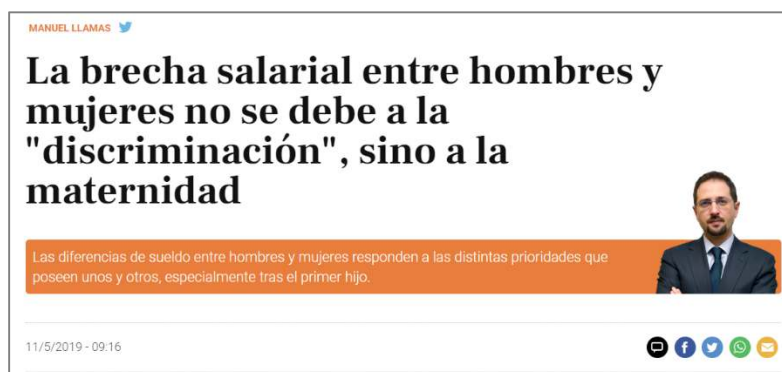 MANUEL LLAMAS
La brecha salarial entre hombres y
mujeres no se debe a la
"discriminación", sino a la
maternidad
Las diferencias de sueldo entre hombres y mujeres responden a las distintas prioridades que
poseen unos y otros, especialmente tras el primer hijo.
11/5/2019 - 09:16